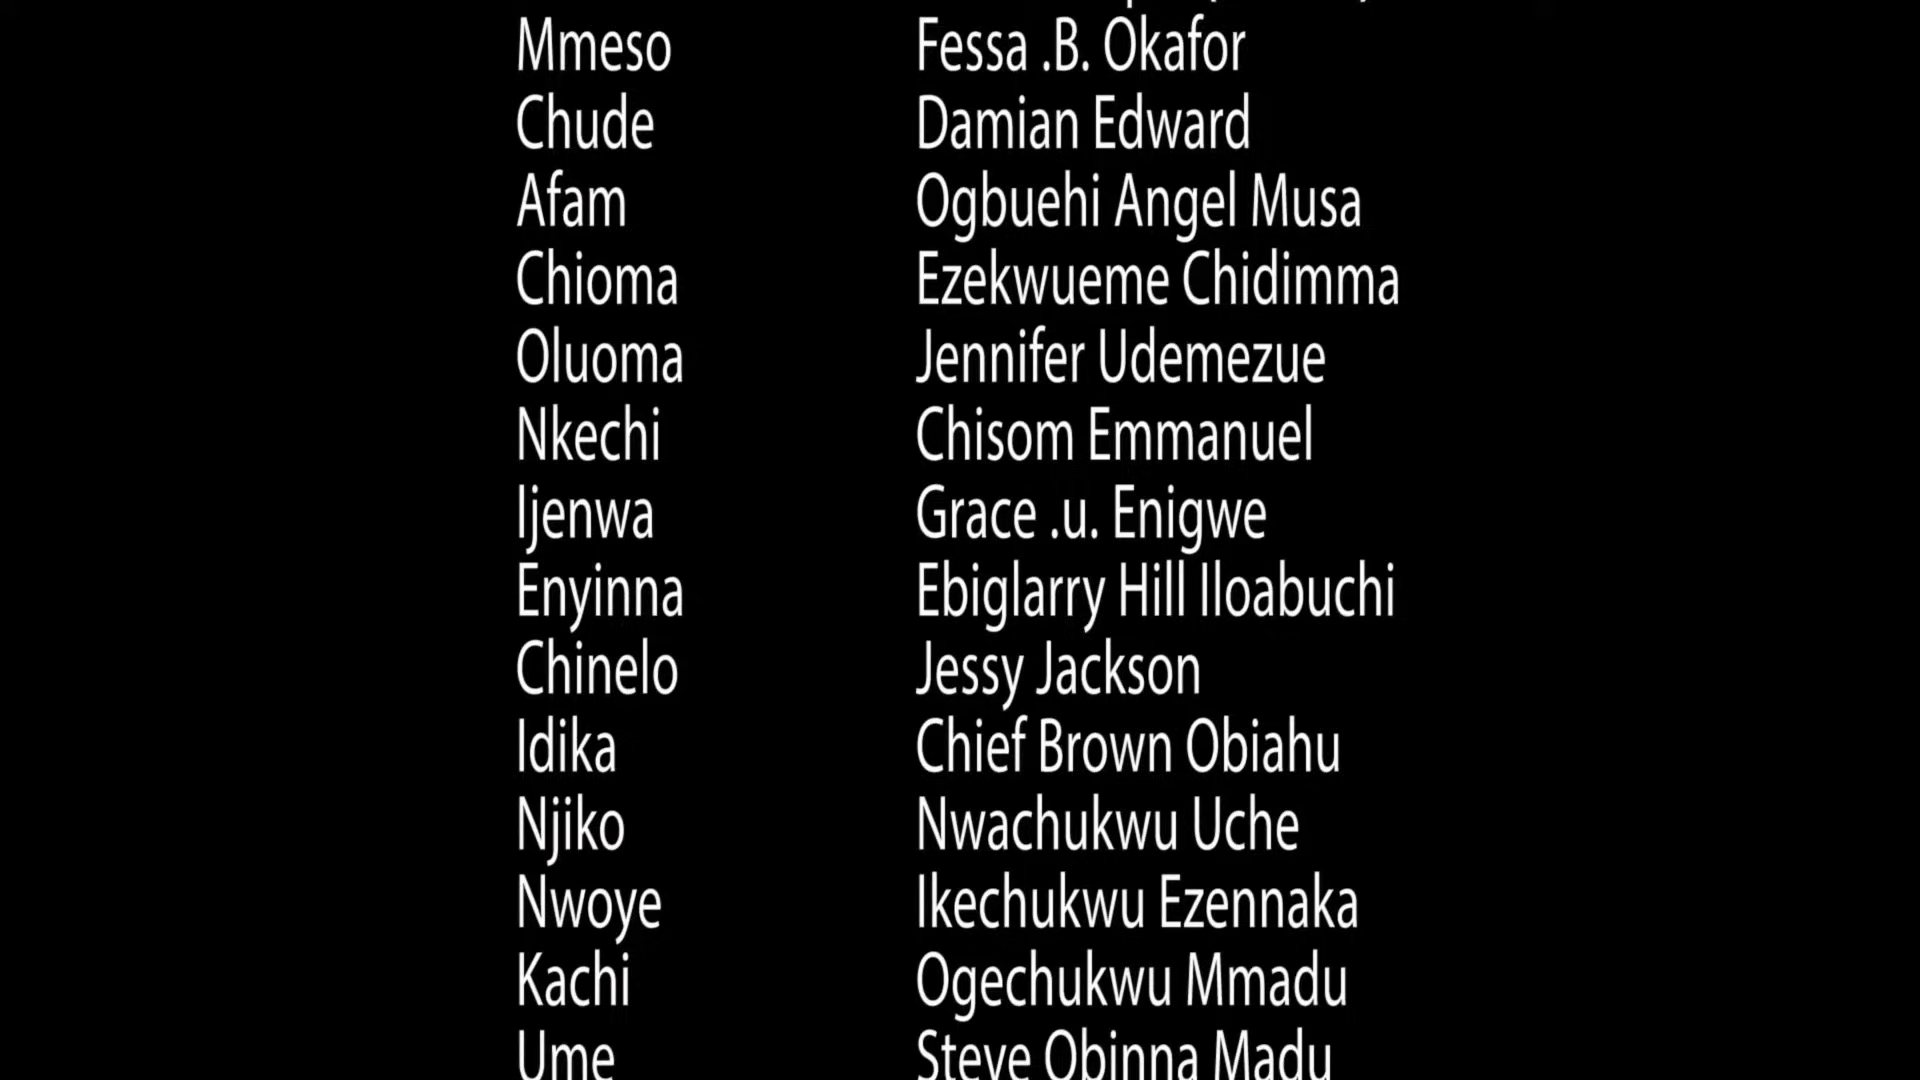 Mmeso Fessa .B. Okafor
Chude Damian Edward
Afam Ogbuehi Angel Musa
Chioma Ezekwueme Chidimma
Oluoma Jennifer Udemezue
Nkechi Chisom Emmanuel
Ijenwa Grace .u. Enigwe
Enyinna Ebiglarry Hill Iloabuchi
Chinelo Jessy Jackson
Idika Chief Brown Obiahu
Njiko Nwachukwu Uche
Nwoye Ikechukwu Ezennaka
Kachi Ogechukwu Mmadu
Ume Steve Obinna Madu